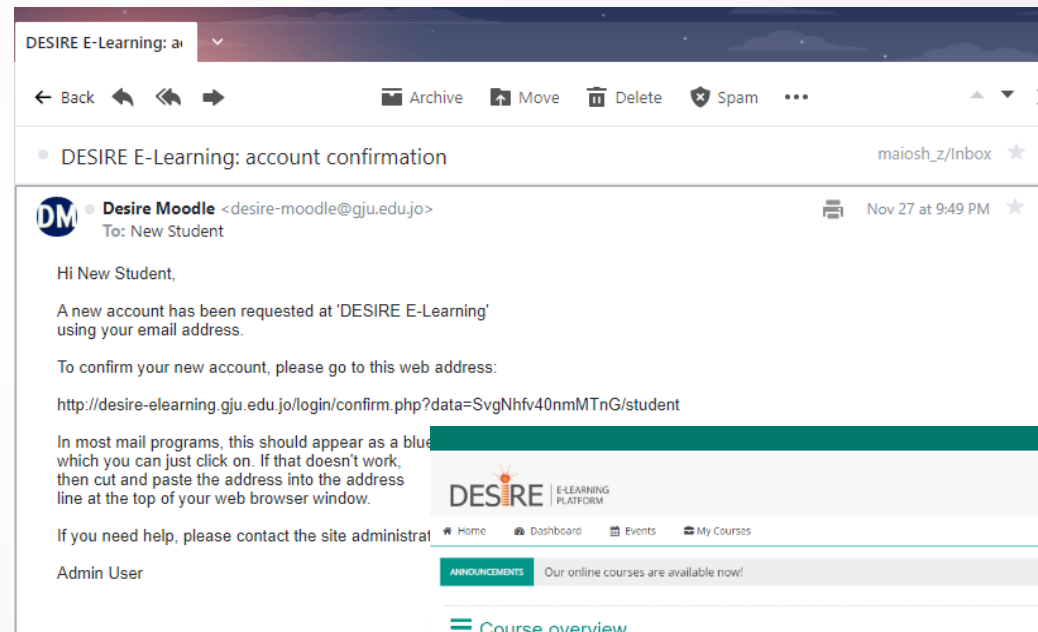 DESIRE E-Learning: a
Back
Archive
Move
Delete
Spam
DESIRE E-Learning: account confirmation
maiosh_z/Inbox
DM
Desire Moodle <desire-moodle@gju.edu.jo>
Nov 27 at 9:49 PM
To: New Student
Hi New Student,
A new account has been requested at 'DESIRE E-Learning'
using your email address.
To confirm your new account, please go to this web address:
http://desire-elearning.gju.edu.jo/login/confirm.php?data=SvgNhfv40nmMTnG/student
In most mail programs, this should appear as a blue
which you can just click on. If that doesn't work,
then cut and paste the address into the address
line at the top of your web browser window.
If you need help, please contact the site administrat
Admin User
DESIRE
E-LEARNING
PLATFORM
Home
Dashboard
Events
My Courses
ANNOUNCEMENTS
Our online courses are available now!
Course overview